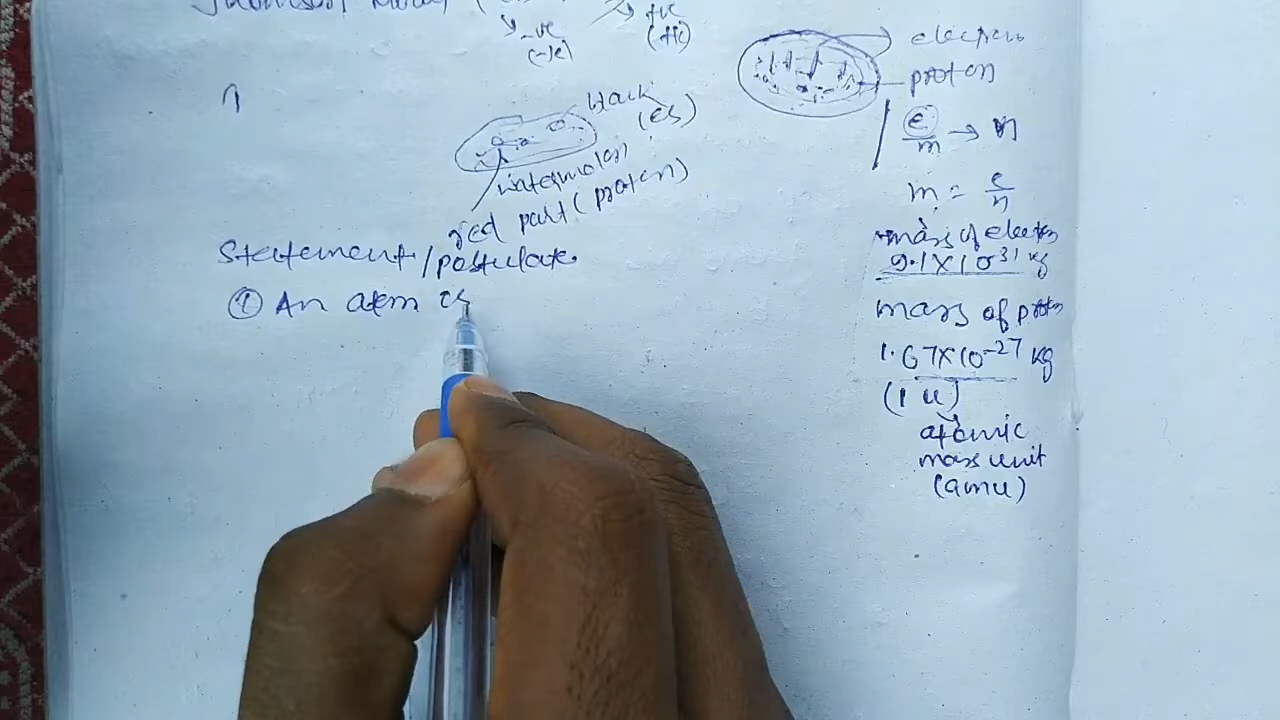 Thomson Model (
-ve
(-1e)
+ve
black
(es)
watermelon
red part (proton)
Statement/postulate.
① An atom is
electron
proton
e/m → n
m = e/n
mass of electron
9.1×10⁻³¹ kg
mass of proton
1.67×10⁻²⁷ kg
(1 u)
atomic
mass unit
(amu)